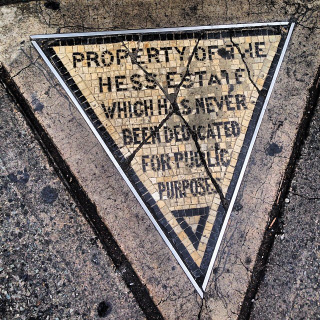 PROPERTY OF THE
HESS ESTATE
WHICH HAS NEVER
BEEN DEDICATED
FOR PUBLIC
PURPOSES